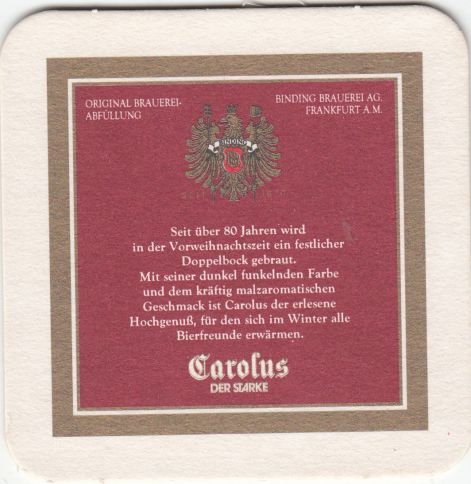 ORIGINAL BRAUEREI-
ABFÜLLUNG
BINDING BRAUEREI AG.
FRANKFURT A.M.
BINDING
Seit über 80 Jahren wird
in der Vorweihnachtszeit ein festlicher
Doppelbock gebraut.
Mit seiner dunkel funkelnden Farbe
und dem kräftig malzaromatischen
Geschmack ist Carolus der erlesene
Hochgenuß, für den sich im Winter alle
Bierfreunde erwärmen.
Carolus
DER STARKE